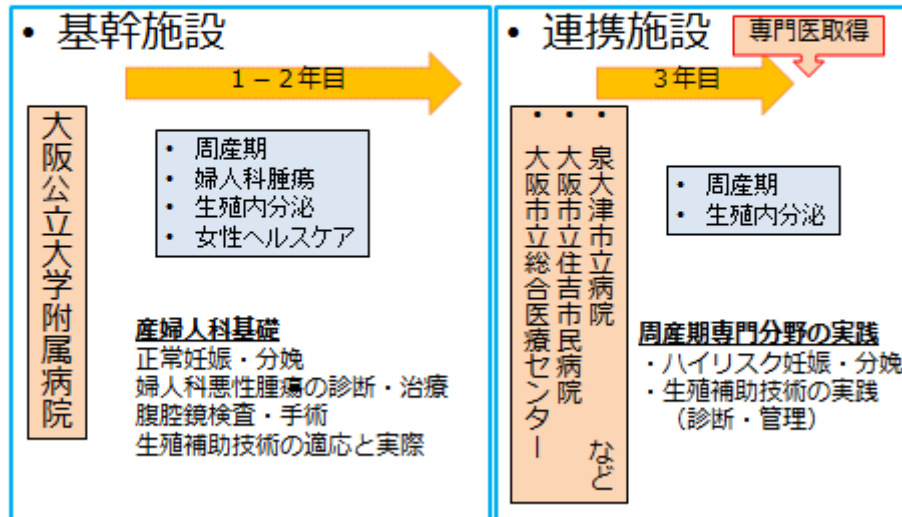 • 基幹施設
1－2年目
大阪公立大学附属病院
• 周産期
• 婦人科腫瘍
• 生殖内分泌
• 女性ヘルスケア
産婦人科基礎
正常妊娠・分娩
婦人科悪性腫瘍の診断・治療
腹腔鏡検査・手術
生殖補助技術の適応と実際
• 連携施設
専門医取得
3年目
• 泉大津市立病院 など
• 大阪市立住吉市民病院
• 大阪市立総合医療センター
• 周産期
• 生殖内分泌
周産期専門分野の実践
・ハイリスク妊娠・分娩
・生殖補助技術の実践
（診断・管理）